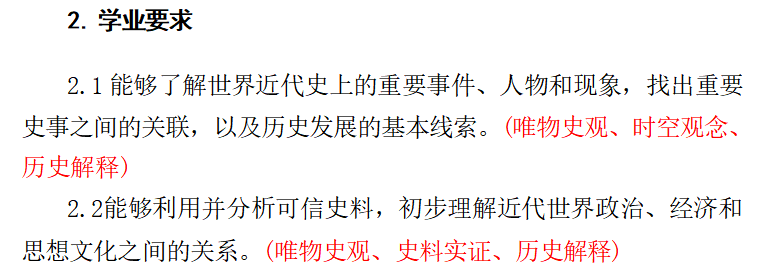 2. 学业要求
2.1 能够了解世界近代史上的重要事件、人物和现象，找出重要
史事之间的关联，以及历史发展的基本线索。(唯物史观、时空观念、
历史解释)
2.2能够利用并分析可信史料，初步理解近代世界政治、经济和
思想文化之间的关系。(唯物史观、史料实证、历史解释)